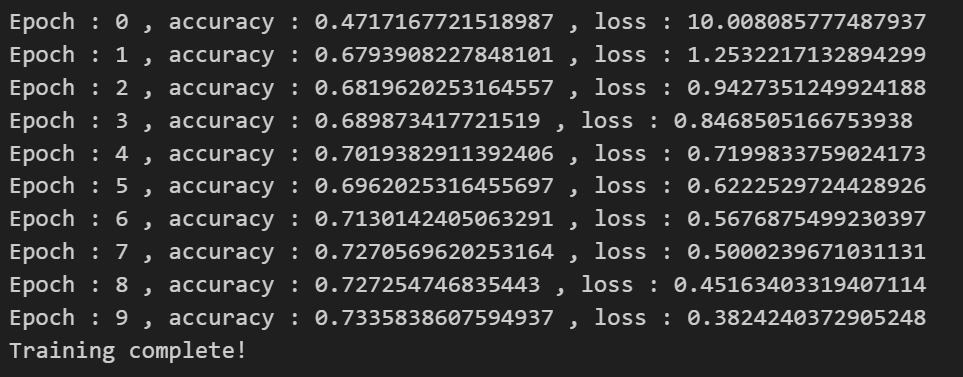 Epoch : 0 , accuracy : 0.4717167721518987 , loss : 10.008085777487937
Epoch : 1 , accuracy : 0.6793908227848101 , loss : 1.2532217132894299
Epoch : 2 , accuracy : 0.6819620253164557 , loss : 0.9427351249924188
Epoch : 3 , accuracy : 0.689873417721519 , loss : 0.8468505166753938
Epoch : 4 , accuracy : 0.7019382911392406 , loss : 0.7199833759024173
Epoch : 5 , accuracy : 0.6962025316455697 , loss : 0.6222529724428926
Epoch : 6 , accuracy : 0.7130142405063291 , loss : 0.5676875499230397
Epoch : 7 , accuracy : 0.7270569620253164 , loss : 0.5000239671031131
Epoch : 8 , accuracy : 0.727254746835443 , loss : 0.45163403319407114
Epoch : 9 , accuracy : 0.7335838607594937 , loss : 0.3824240372905248
Training complete!